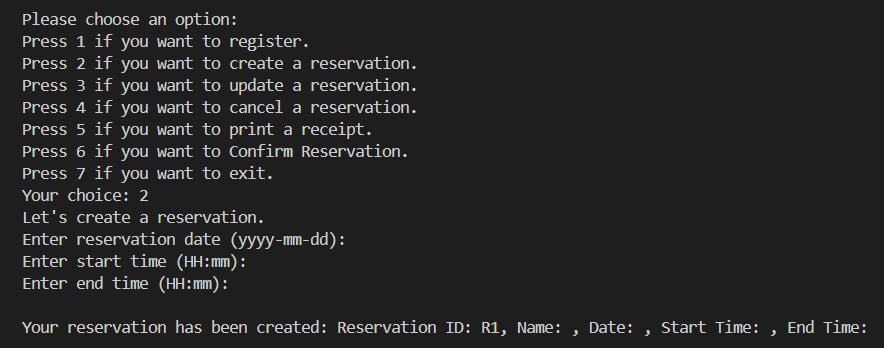 Please choose an option:
Press 1 if you want to register.
Press 2 if you want to create a reservation.
Press 3 if you want to update a reservation.
Press 4 if you want to cancel a reservation.
Press 5 if you want to print a receipt.
Press 6 if you want to Confirm Reservation.
Press 7 if you want to exit.
Your choice: 2
Let's create a reservation.
Enter reservation date (yyyy-mm-dd):
Enter start time (HH:mm):
Enter end time (HH:mm):
Your reservation has been created: Reservation ID: R1, Name: , Date: , Start Time: , End Time: